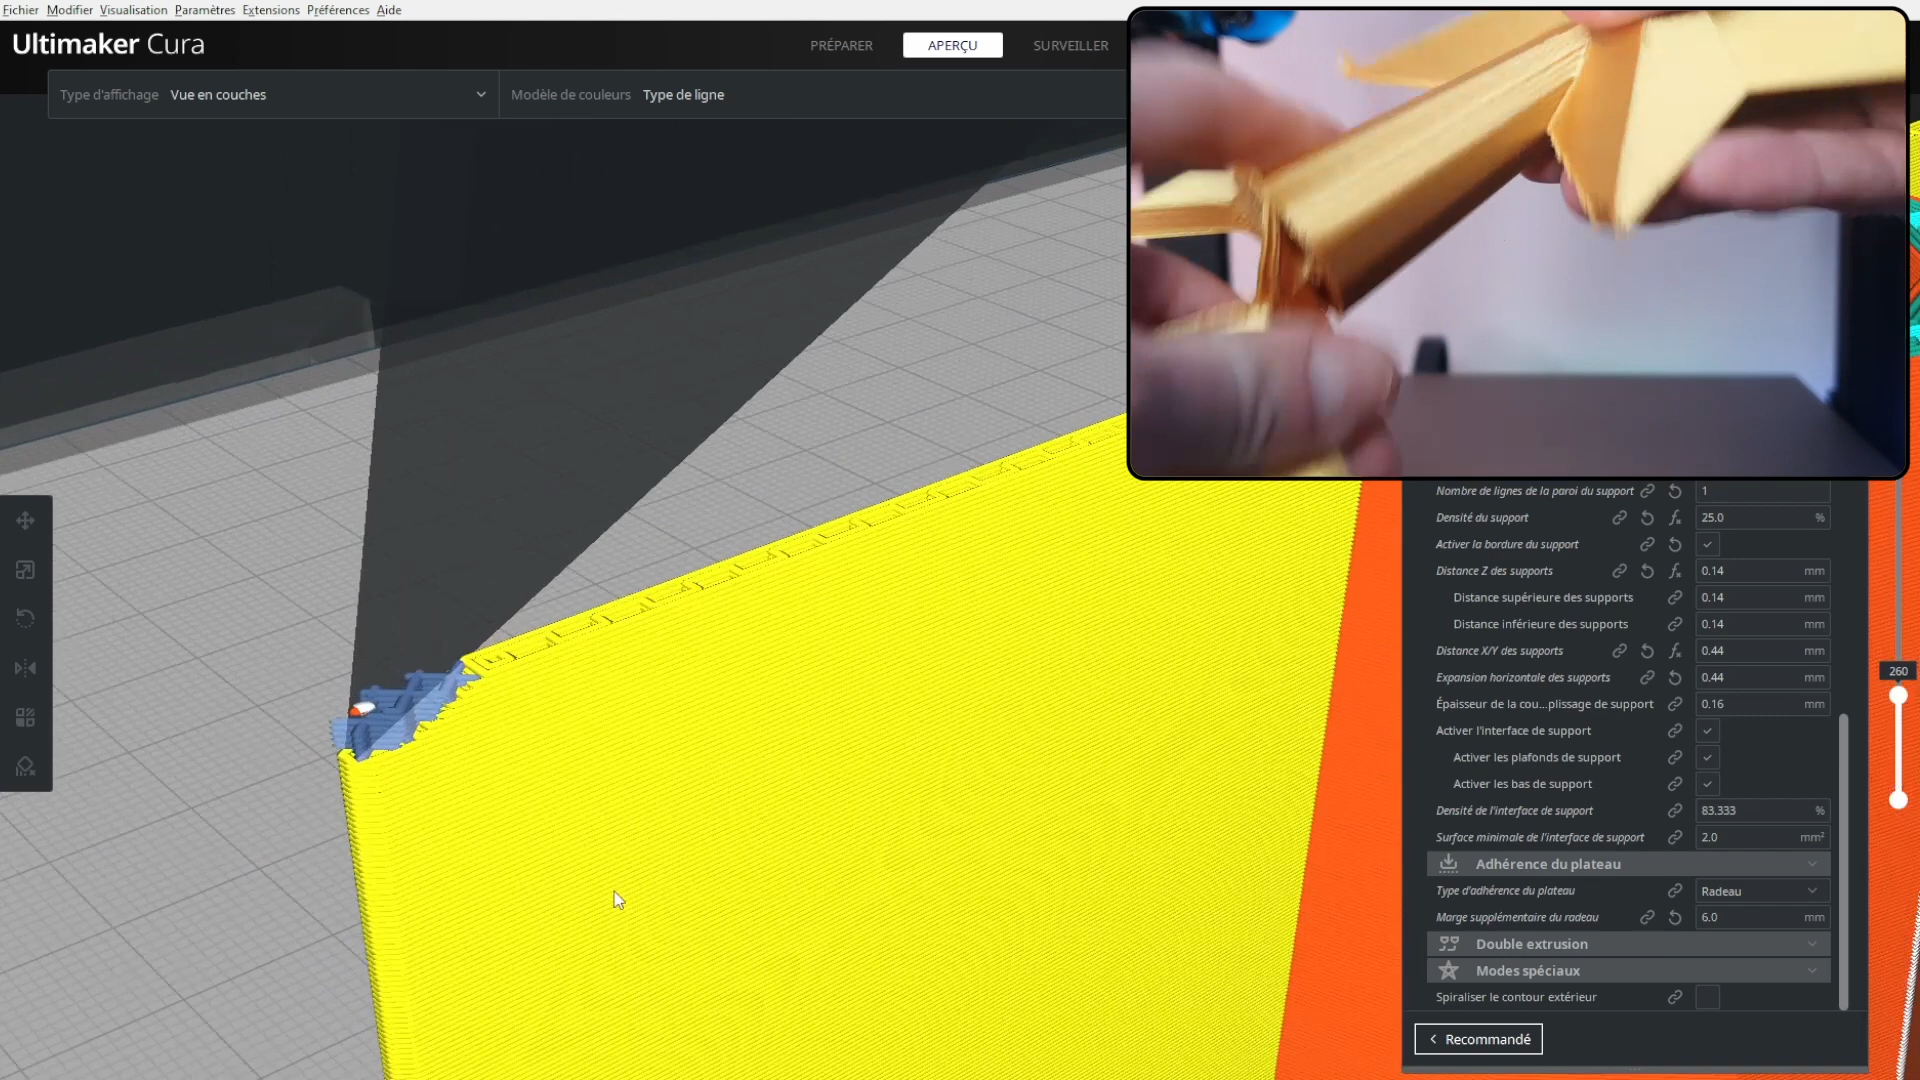 Fichier Modifier Visualisation Paramètres Extensions Préférences Aide
Ultimaker Cura
PRÉPARER APERÇU SURVEILLER
Type d'affichage Vue en couches
Modèle de couleurs Type de ligne
Nombre de lignes de la paroi du support 1
Densité du support 25.0 %
Activer la bordure du support
Distance Z des supports 0.14 mm
Distance supérieure des supports 0.14 mm
Distance inférieure des supports 0.14 mm
Distance X/Y des supports 0.44 mm
Expansion horizontale des supports 0.44 mm
260
Épaisseur de la cou...plissage de support 0.16 mm
Activer l'interface de support
Activer les plafonds de support
Activer les bas de support
Densité de l'interface de support 83.333 %
Surface minimale de l'interface de support 2.0 mm²
Adhérence du plateau
Type d'adhérence du plateau Radeau
Marge supplémentaire du radeau 6.0 mm
Double extrusion
Modes spéciaux
Spiraliser le contour extérieur
Recommandé